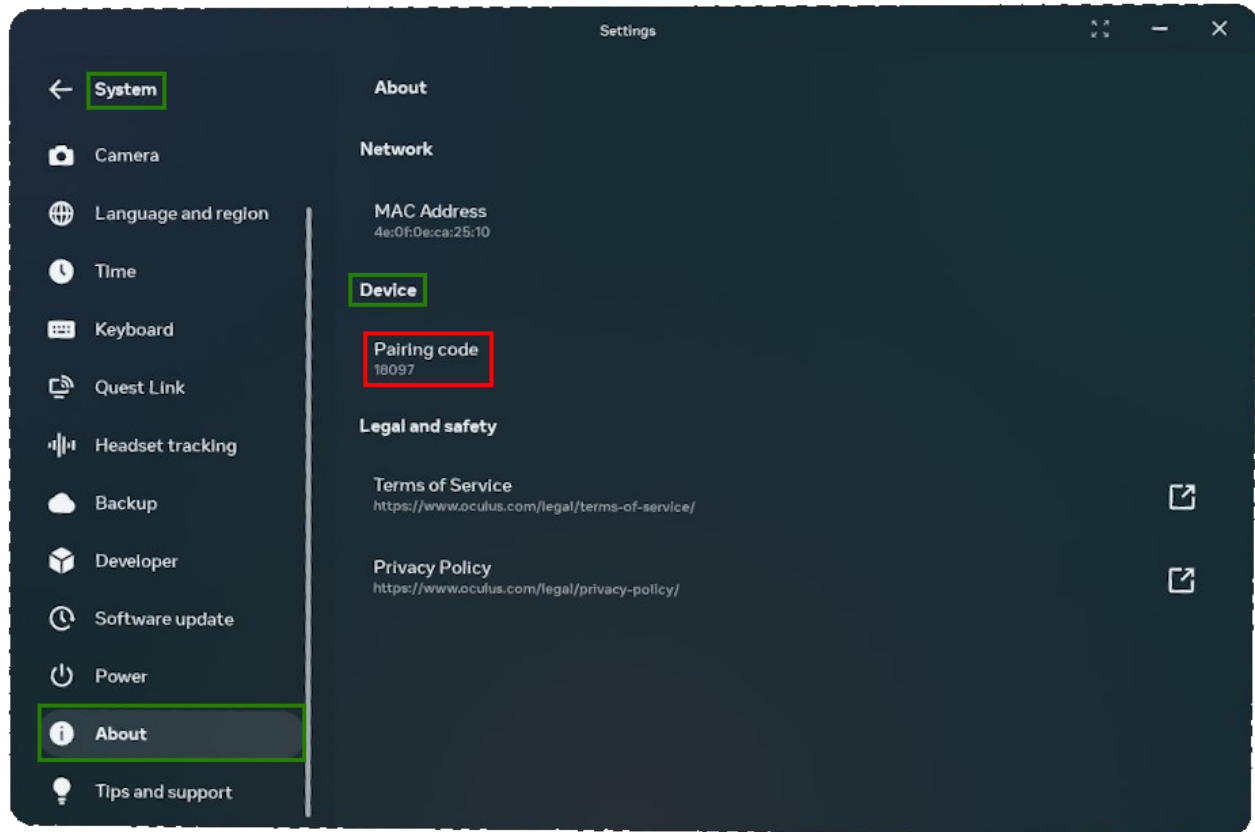 Settings
System
Camera
Language and region
Time
Keyboard
Quest Link
Headset tracking
Backup
Developer
Software update
Power
About
Tips and support
About
Network
MAC Address
4e:0f:0e:ca:25:10
Device
Pairing code
18097
Legal and safety
Terms of Service
https://www.oculus.com/legal/terms-of-service/
Privacy Policy
https://www.oculus.com/legal/privacy-policy/